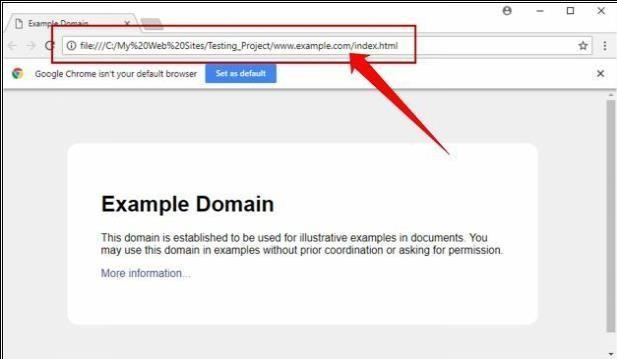 Example Domain
file:///C:/My%20Web%20Sites/Testing_Project/www.example.com/index.html
Google Chrome isn't your default browser
Set as default
Example Domain
This domain is established to be used for illustrative examples in documents. You
may use this domain in examples without prior coordination or asking for permission.
More information...